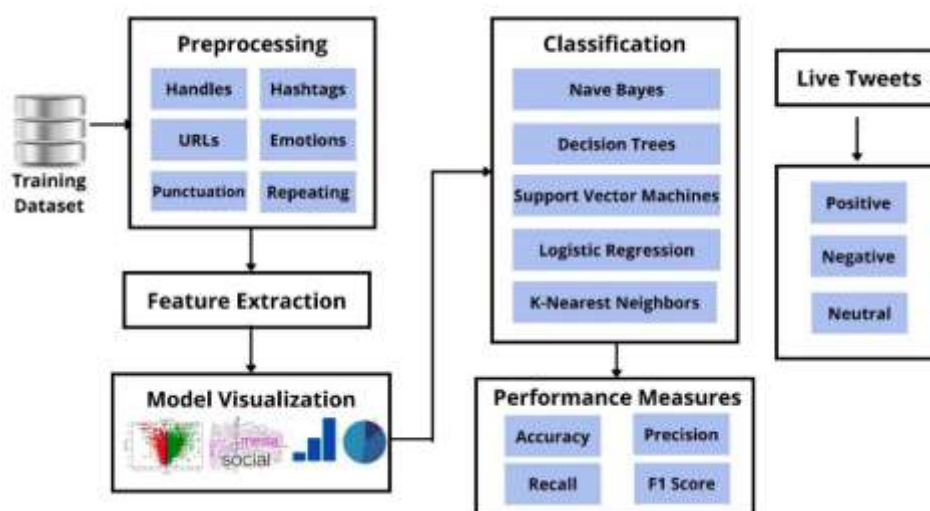 Training
Dataset
Preprocessing
Handles
Hashtags
URLs
Emotions
Punctuation
Repeating
Feature Extraction
Model Visualization
media
social
Classification
Nave Bayes
Decision Trees
Support Vector Machines
Logistic Regression
K-Nearest Neighbors
Performance Measures
Accuracy
Precision
Recall
F1 Score
Live Tweets
Positive
Negative
Neutral